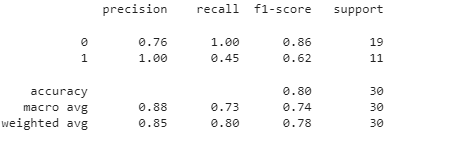 precision recall f1-score support
0 0.76 1.00 0.86 19
1 1.00 0.45 0.62 11
accuracy 0.80 30
macro avg 0.88 0.73 0.74 30
weighted avg 0.85 0.80 0.78 30